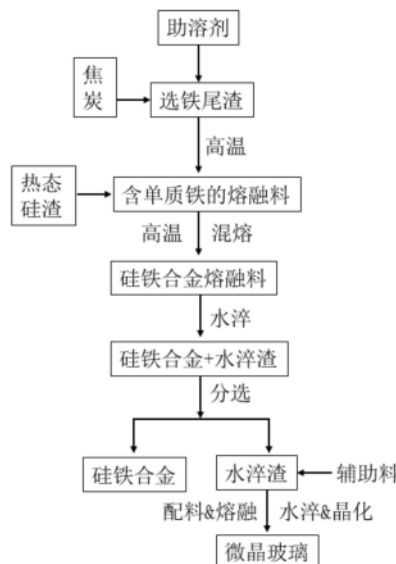 助溶剂
焦
炭
选铁尾渣
高温
热态
硅渣
含单质铁的熔融料
高温 混熔
硅铁合金熔融料
水淬
硅铁合金+水淬渣
分选
硅铁合金
水淬渣
辅助料
配料&熔融 水淬&晶化
微晶玻璃